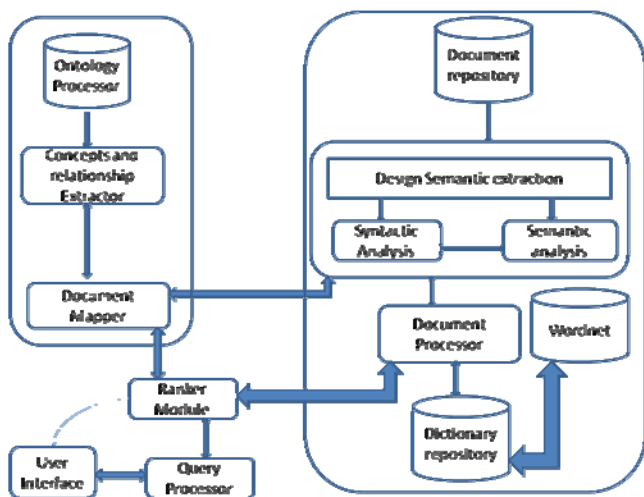 Ontology
Processor
Concepts and
relationship
Extractor
Document
Mapper
Document
repository
Design Semantic extraction
Syntactic
Analysis
Semantic
analysis
Document
Processor
Wordnet
Dictionary
repository
Ranker
Module
User
Interface
Query
Processor